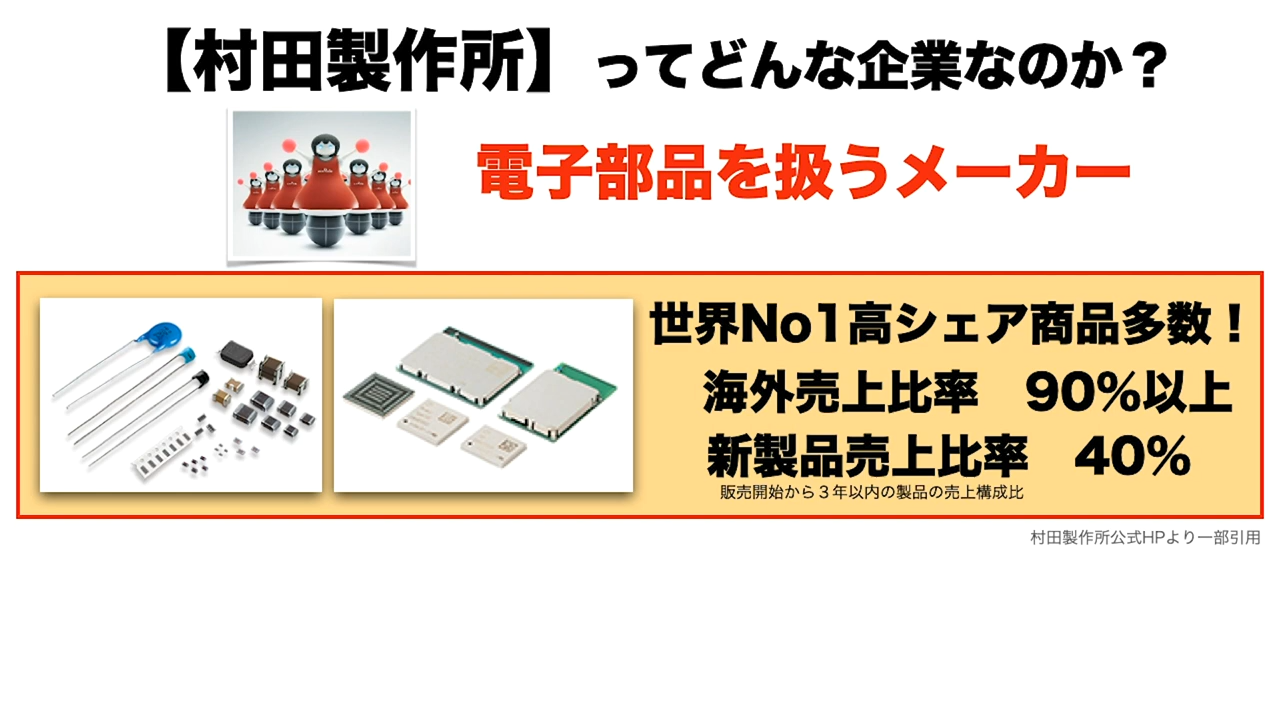 【村田製作所】ってどんな企業なのか？
電子部品を扱うメーカー
世界No1高シェア商品多数！
海外売上比率　90%以上
新製品売上比率　40%
販売開始から３年以内の製品の売上構成比
村田製作所公式HPより一部引用